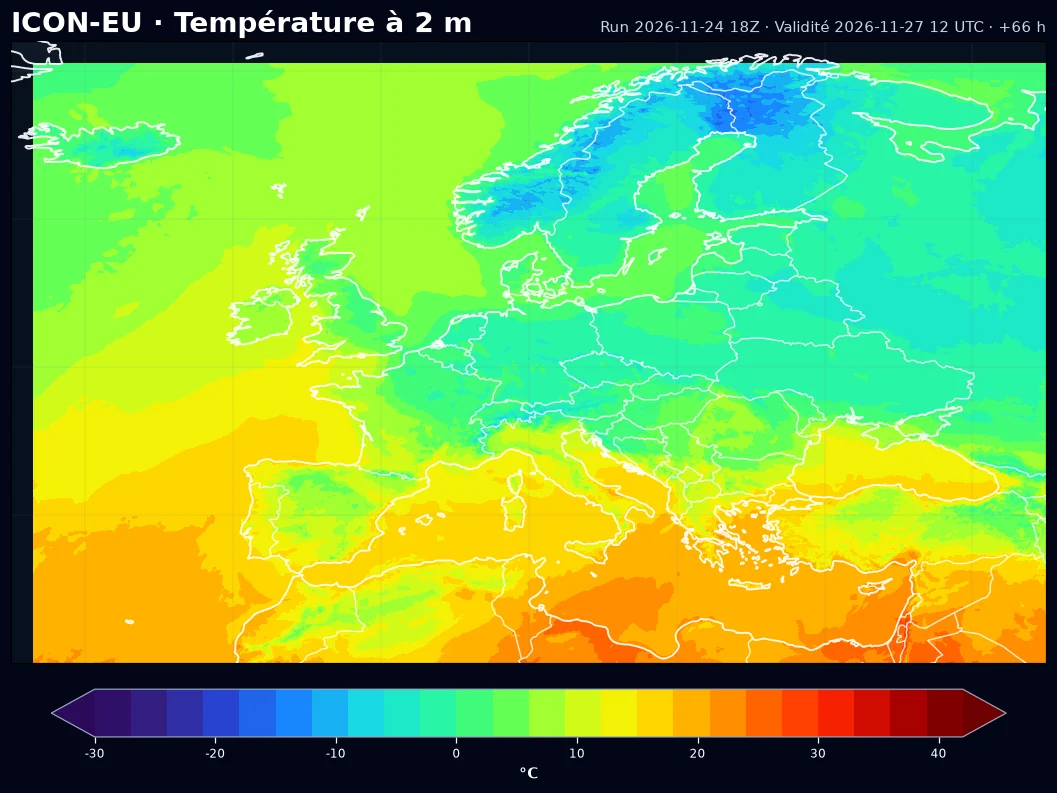 ICON-EU · Température à 2 m
Run 2026-11-24 18Z · Validité 2026-11-27 12 UTC · +66 h
-30 -20 -10 0 10 20 30 40
°C